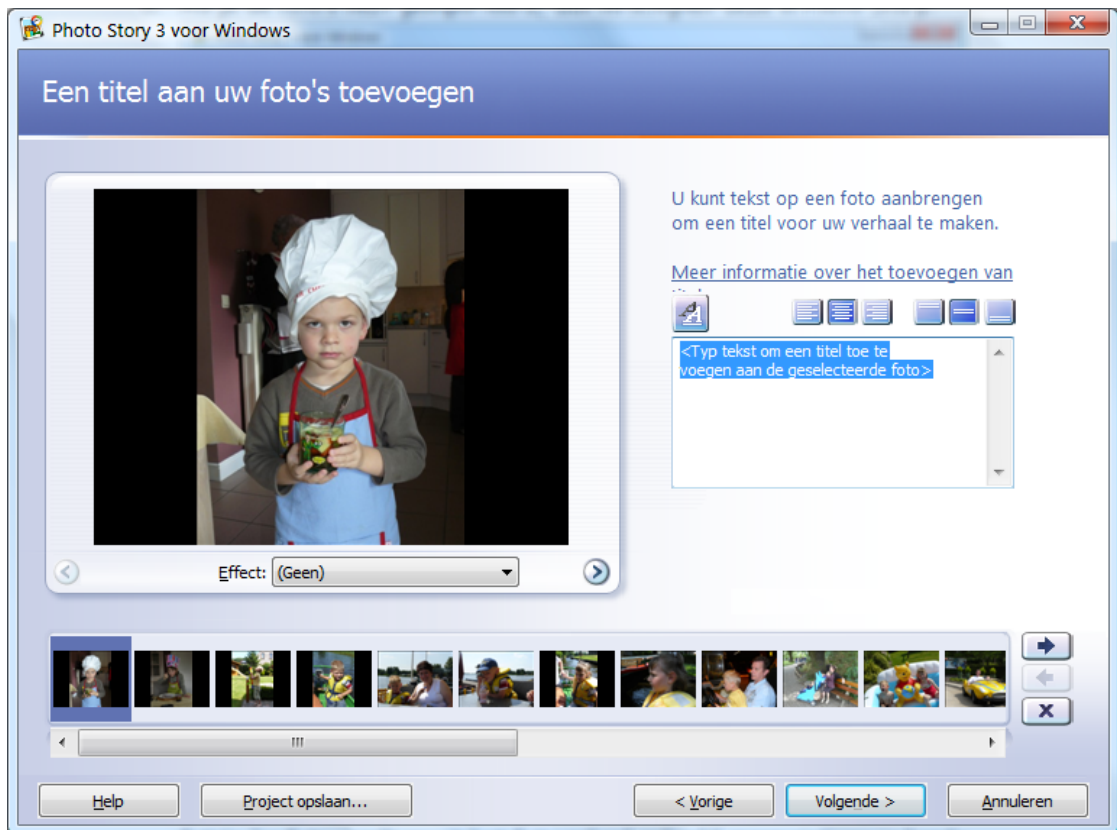 Photo Story 3 voor Windows
Een titel aan uw foto's toevoegen
U kunt tekst op een foto aanbrengen
om een titel voor uw verhaal te maken.
Meer informatie over het toevoegen van
<Typ tekst om een titel toe te
voegen aan de geselecteerde foto>
Effect: (Geen)
Help
Project opslaan...
< Vorige
Volgende >
Annuleren